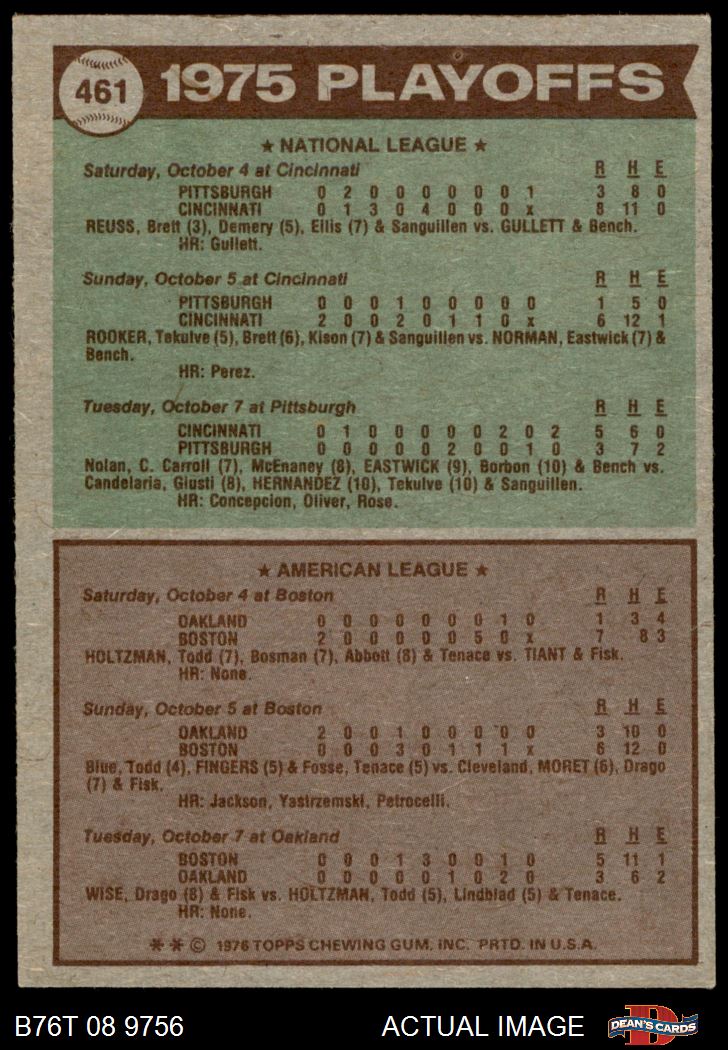 461 1975 PLAYOFFS
★ NATIONAL LEAGUE ★
Saturday, October 4 at Cincinnati R H E
PITTSBURGH 0 2 0 0 0 0 0 0 1 3 8 0
CINCINNATI 0 1 3 0 4 0 0 0 x 8 11 0
REUSS, Brett (3), Demery (5), Ellis (7) & Sanguillen vs. GULLETT & Bench.
HR: Gullett.
Sunday, October 5 at Cincinnati R H E
PITTSBURGH 0 0 0 1 0 0 0 0 0 1 5 0
CINCINNATI 2 0 0 2 0 1 1 0 x 6 12 1
ROOKER, Tekulve (5), Brett (6), Kison (7) & Sanguillen vs. NORMAN, Eastwick (7) &
Bench.
HR: Perez.
Tuesday, October 7 at Pittsburgh R H E
CINCINNATI 0 1 0 0 0 0 0 2 0 2 5 6 0
PITTSBURGH 0 0 0 0 0 2 0 0 1 0 3 7 2
Nolan, C. Carroll (7), McEnaney (8), EASTWICK (9), Borbon (10) & Bench vs.
Candelaria, Giusti (8), HERNANDEZ (10), Tekulve (10) & Sanguillen.
HR: Concepcion, Oliver, Rose.
★ AMERICAN LEAGUE ★
Saturday, October 4 at Boston R H E
OAKLAND 0 0 0 0 0 0 0 1 0 1 3 4
BOSTON 2 0 0 0 0 0 5 0 x 7 8 3
HOLTZMAN, Todd (7), Bosman (7), Abbott (8) & Tenace vs. TIANT & Fisk.
HR: None.
Sunday, October 5 at Boston R H E
OAKLAND 2 0 0 1 0 0 0 0 0 3 10 0
BOSTON 0 0 0 3 0 1 1 1 x 6 12 0
Blue, Todd (4), FINGERS (5) & Fosse, Tenace (5) vs. Cleveland, MORET (6), Drago
(7) & Fisk.
HR: Jackson, Yastrzemski, Petrocelli.
Tuesday, October 7 at Oakland R H E
BOSTON 0 0 0 1 3 0 0 1 0 5 11 1
OAKLAND 0 0 0 0 0 1 0 2 0 3 6 2
WISE, Drago (8) & Fisk vs. HOLTZMAN, Todd (5), Lindblad (5) & Tenace.
HR: None.
** © 1976 TOPPS CHEWING GUM, INC. PRTD. IN U.S.A.
B76T 08 9756 ACTUAL IMAGE D DEAN'S CARDS